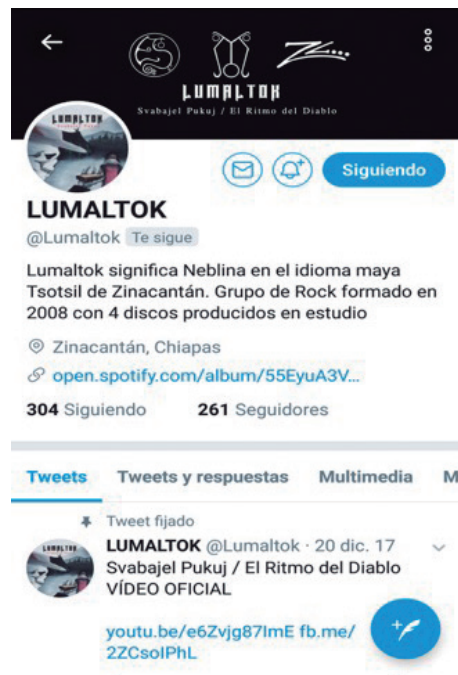 LUMALTOK
Svabajel Pukuj / El Ritmo del Diablo
LUMALTOK
Siguiendo
LUMALTOK
@Lumaltok Te sigue
Lumaltok significa Neblina en el idioma maya
Tsotsil de Zinacantán. Grupo de Rock formado en
2008 con 4 discos producidos en estudio
Zinacantán, Chiapas
open.spotify.com/album/55EyuA3V...
304 Siguiendo 261 Seguidores
Tweets Tweets y respuestas Multimedia M
Tweet fijado
LUMALTOK @Lumaltok · 20 dic. 17
LUMALTOK
Svabajel Pukuj / El Ritmo del Diablo
VÍDEO OFICIAL
youtu.be/e6Zvjg87ImE fb.me/
2ZCsoIPhL